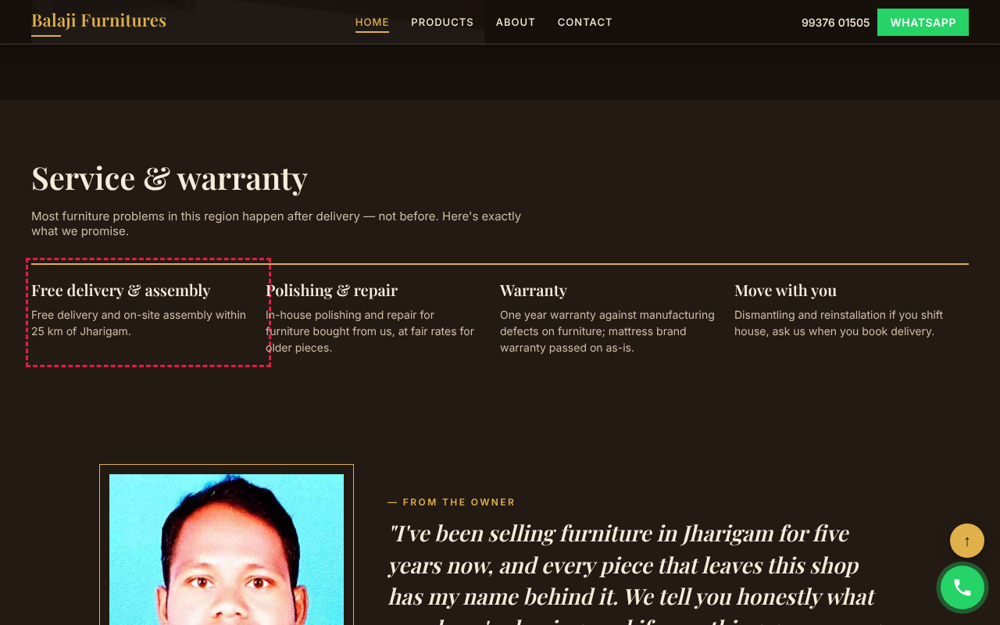 Balaji Furnitures
HOME
PRODUCTS
ABOUT
CONTACT
99376 01505
WHATSAPP
Service & warranty
Most furniture problems in this region happen after delivery — not before. Here's exactly
what we promise.
Free delivery & assembly
Free delivery and on-site assembly within
25 km of Jharigam.
Polishing & repair
In-house polishing and repair for
furniture bought from us, at fair rates for
older pieces.
Warranty
One year warranty against manufacturing
defects on furniture; mattress brand
warranty passed on as-is.
Move with you
Dismantling and reinstallation if you shift
house, ask us when you book delivery.
— FROM THE OWNER
"I've been selling furniture in Jharigam for five
years now, and every piece that leaves this shop
has my name behind it. We tell you honestly what